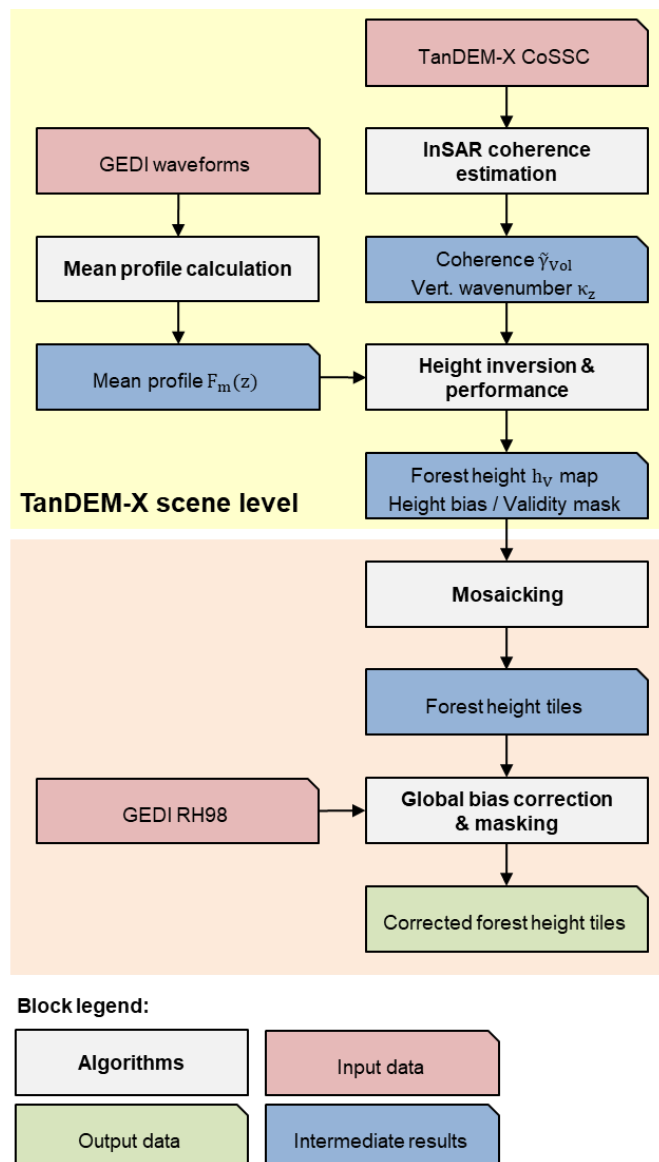 TanDEM-X CoSSC
GEDI waveforms
InSAR coherence
estimation
Mean profile calculation
Coherence γ̃Vol
Vert. wavenumber κz
Mean profile Fm(z)
Height inversion &
performance
Forest height hV map
Height bias / Validity mask
TanDEM-X scene level
Mosaicking
Forest height tiles
GEDI RH98
Global bias correction
& masking
Corrected forest height tiles
Block legend:
Algorithms
Input data
Output data
Intermediate results